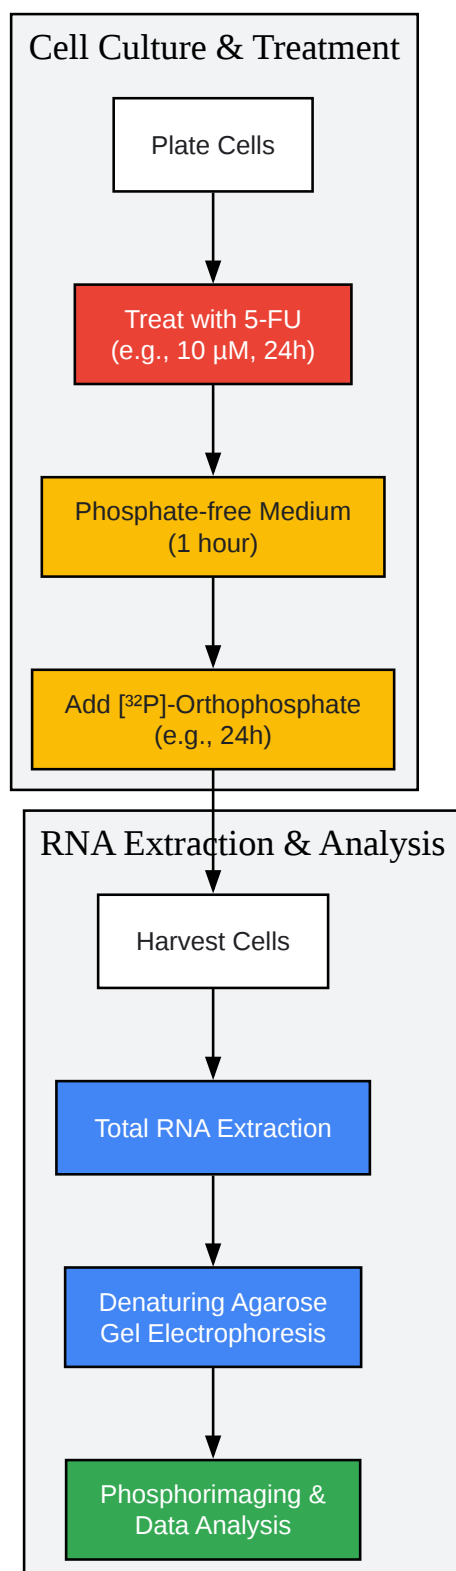 Cell Culture & Treatment
Plate Cells
Treat with 5-FU
(e.g., 10 µM, 24h)
Phosphate-free Medium
(1 hour)
Add [³²P]-Orthophosphate
(e.g., 24h)
RNA Extraction & Analysis
Harvest Cells
Total RNA Extraction
Denaturing Agarose
Gel Electrophoresis
Phosphorimaging &
Data Analysis